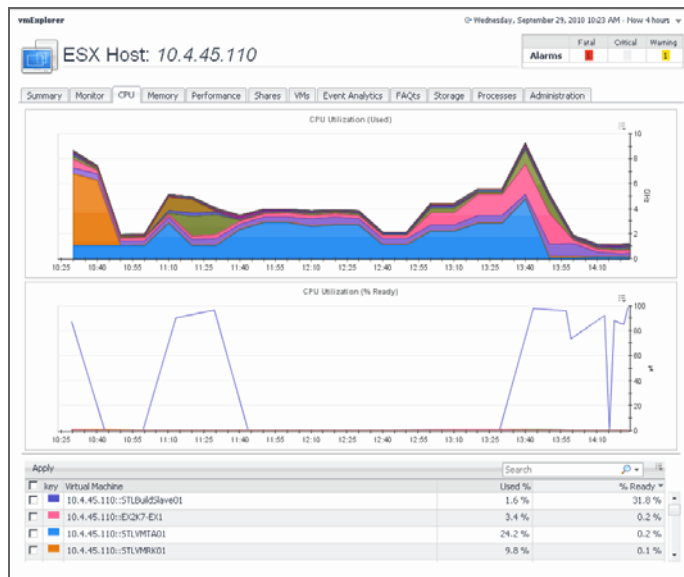 vmExplorer
Wednesday, September 29, 2010 10:23 AM - Now 4 hours
ESX Host: 10.4.45.110
Fatal Critical Warning
Alarms 1 1
Summary Monitor CPU Memory Performance Shares VMs Event Analytics FAQts Storage Processes Administration
CPU Utilization (Used)
10
8
6
4
2
0
GHz
10:25 10:40 10:55 11:10 11:25 11:40 11:55 12:10 12:25 12:40 12:55 13:10 13:25 13:40 13:55 14:10
CPU Utilization (% Ready)
100
80
60
40
20
0
%
10:25 10:40 10:55 11:10 11:25 11:40 11:55 12:10 12:25 12:40 12:55 13:10 13:25 13:40 13:55 14:10
Apply Search
key Virtual Machine Used % % Ready
10.4.45.110::STLBuildSlave01 1.6 % 31.8 %
10.4.45.110::EX2K7-EX1 3.4 % 0.2 %
10.4.45.110::STLVMTA01 24.2 % 0.2 %
10.4.45.110::STLVMRK01 9.8 % 0.1 %